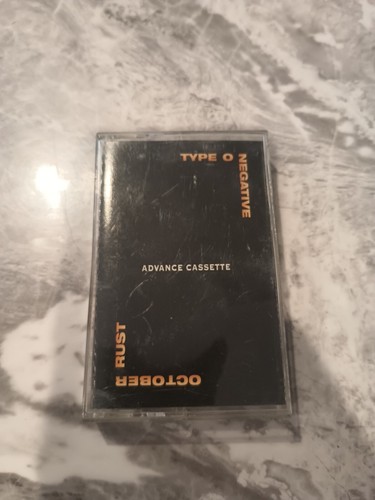 TYPE O
NEGATIVE
ADVANCE CASSETTE
OCTOBER
RUST